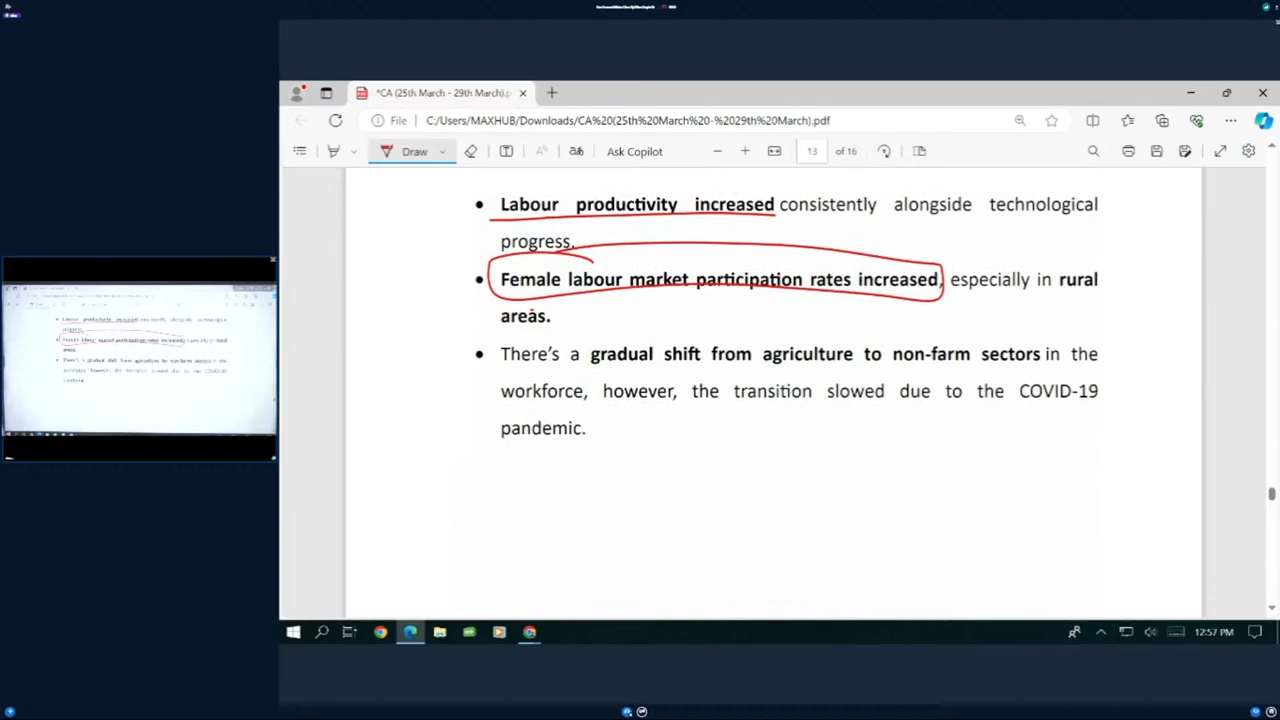 *CA (25th March - 29th March).p
File
C:/Users/MAXHUB/Downloads/CA%20(25th%20March%20-%2029th%20March).pdf
Draw
Ask Copilot
13 of 16
• Labour productivity increased consistently alongside technological
progress.
• Female labour market participation rates increased, especially in rural
areas.
• There's a gradual shift from agriculture to non-farm sectors in the
workforce, however, the transition slowed due to the COVID-19
pandemic.
12:57 PM